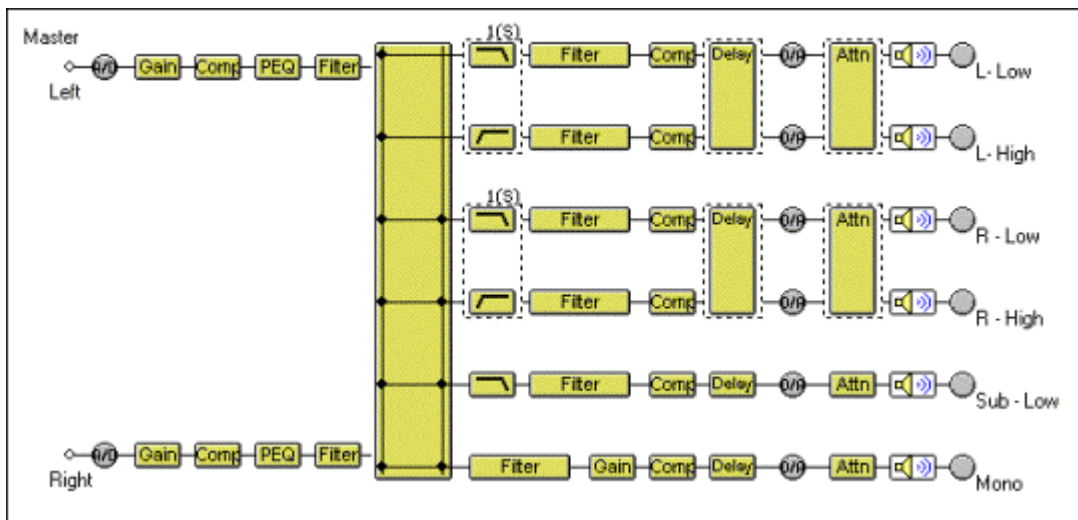 Master
A/D Gain Comp PEQ Filter
Left
1(S)
Filter Comp Delay D/A Attn
L- Low
Filter Comp D/A
L- High
1(S)
Filter Comp Delay D/A Attn
R - Low
Filter Comp D/A
R - High
Filter Comp Delay D/A Attn
Sub - Low
A/D Gain Comp PEQ Filter
Right
Filter Gain Comp Delay D/A Attn
Mono